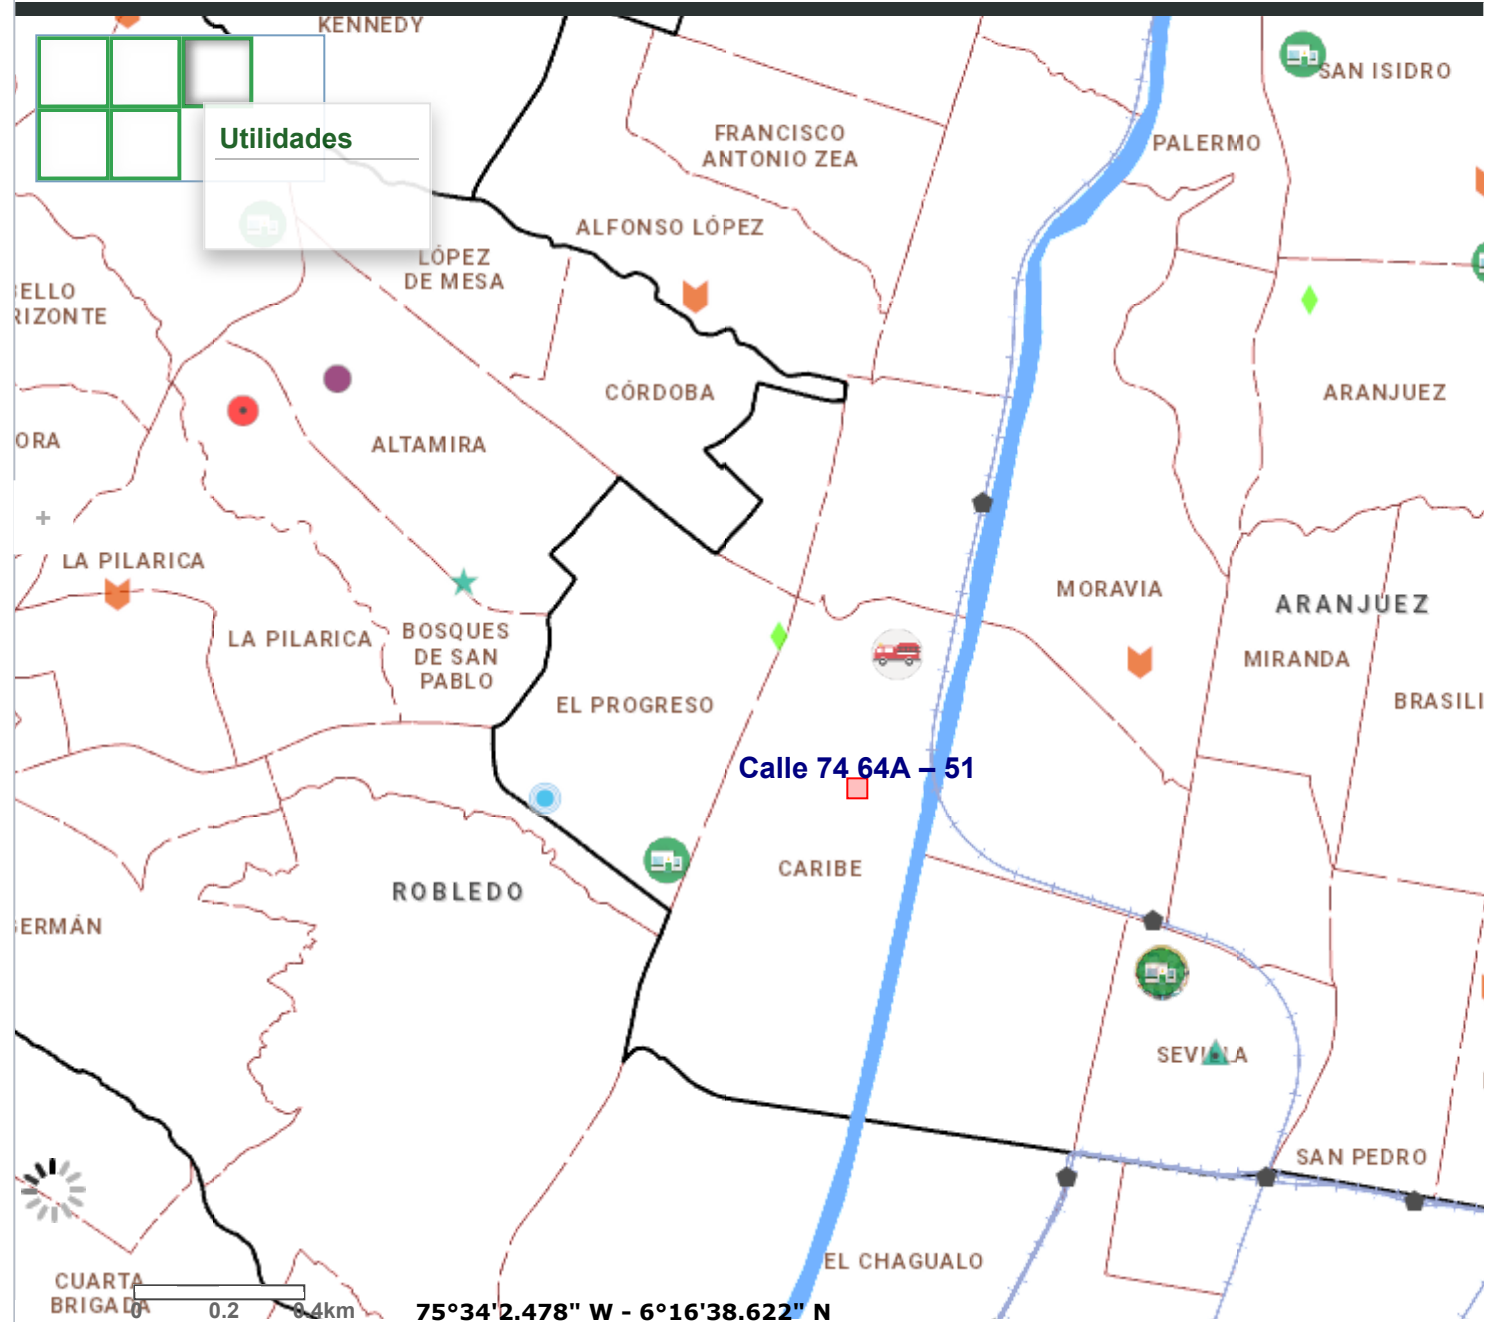 KENNEDY
SAN ISIDRO
Utilidades
FRANCISCO
ANTONIO ZEA
PALERMO
ALFONSO LÓPEZ
LÓPEZ
DE MESA
ELLO
RIZONTE
CÓRDOBA
ARANJUEZ
ORA
ALTAMIRA
+
LA PILARICA
MORAVIA
ARANJUEZ
LA PILARICA
BOSQUES
DE SAN
PABLO
MIRANDA
BRASILI
EL PROGRESO
Calle 74 64A – 51
CARIBE
ROBLEDO
ERMÁN
SEVILLA
SAN PEDRO
EL CHAGUALO
CUARTA
BRIGADA
0 0.2 0.4km
75°34'2.478" W - 6°16'38.622" N